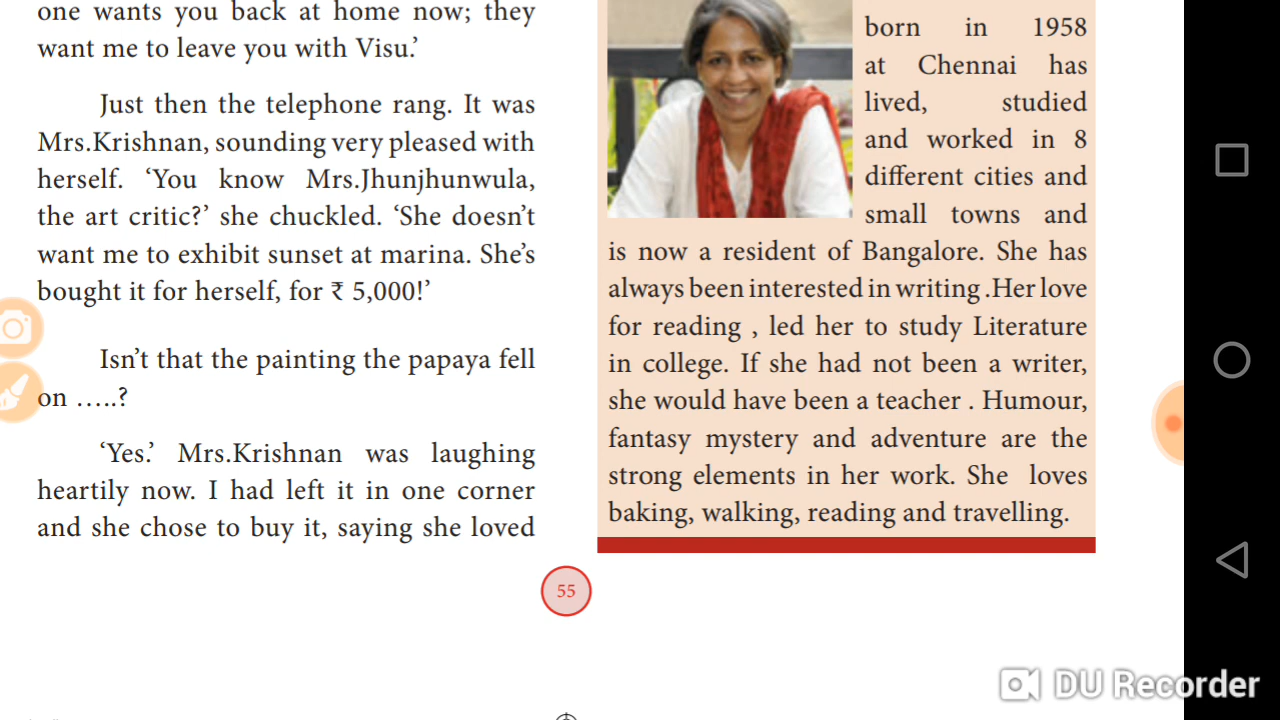 one wants you back at home now; they
want me to leave you with Visu.’
Just then the telephone rang. It was
Mrs.Krishnan, sounding very pleased with
herself. ‘You know Mrs.Jhunjhunwula,
the art critic?’ she chuckled. ‘She doesn’t
want me to exhibit sunset at marina. She’s
bought it for herself, for ₹ 5,000!’
Isn’t that the painting the papaya fell
on …..?
‘Yes.’ Mrs.Krishnan was laughing
heartily now. I had left it in one corner
and she chose to buy it, saying she loved
born in 1958
at Chennai has
lived, studied
and worked in 8
different cities and
small towns and
is now a resident of Bangalore. She has
always been interested in writing .Her love
for reading , led her to study Literature
in college. If she had not been a writer,
she would have been a teacher . Humour,
fantasy mystery and adventure are the
strong elements in her work. She loves
baking, walking, reading and travelling.
55
DU Recorder